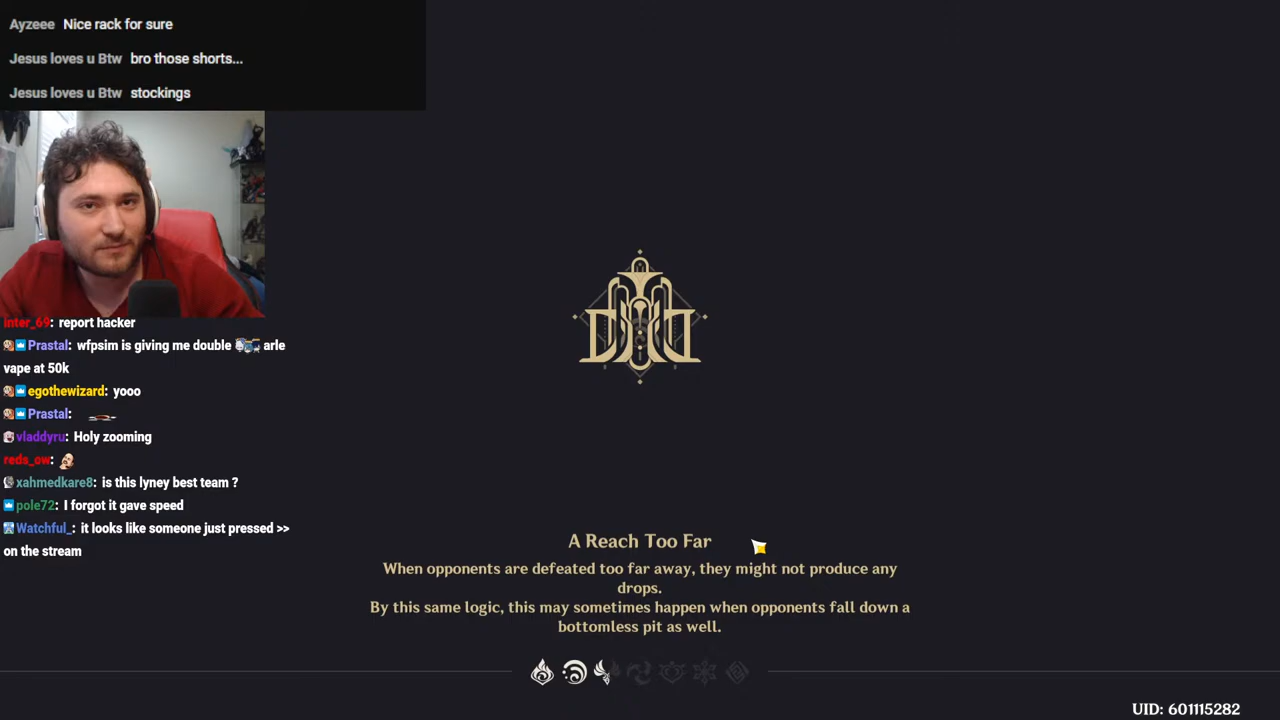 Ayzeee Nice rack for sure
Jesus loves u Btw bro those shorts...
Jesus loves u Btw stockings
inter_69: report hacker
Prastal: wfpsim is giving me double arle
vape at 50k
egothewizard: yooo
Prastal:
vladdyru: Holy zooming
reds_ow:
xahmedkare8: is this lyney best team ?
pole72: I forgot it gave speed
Watchful_: it looks like someone just pressed >>
on the stream
A Reach Too Far
When opponents are defeated too far away, they might not produce any
drops.
By this same logic, this may sometimes happen when opponents fall down a
bottomless pit as well.
UID: 601115282